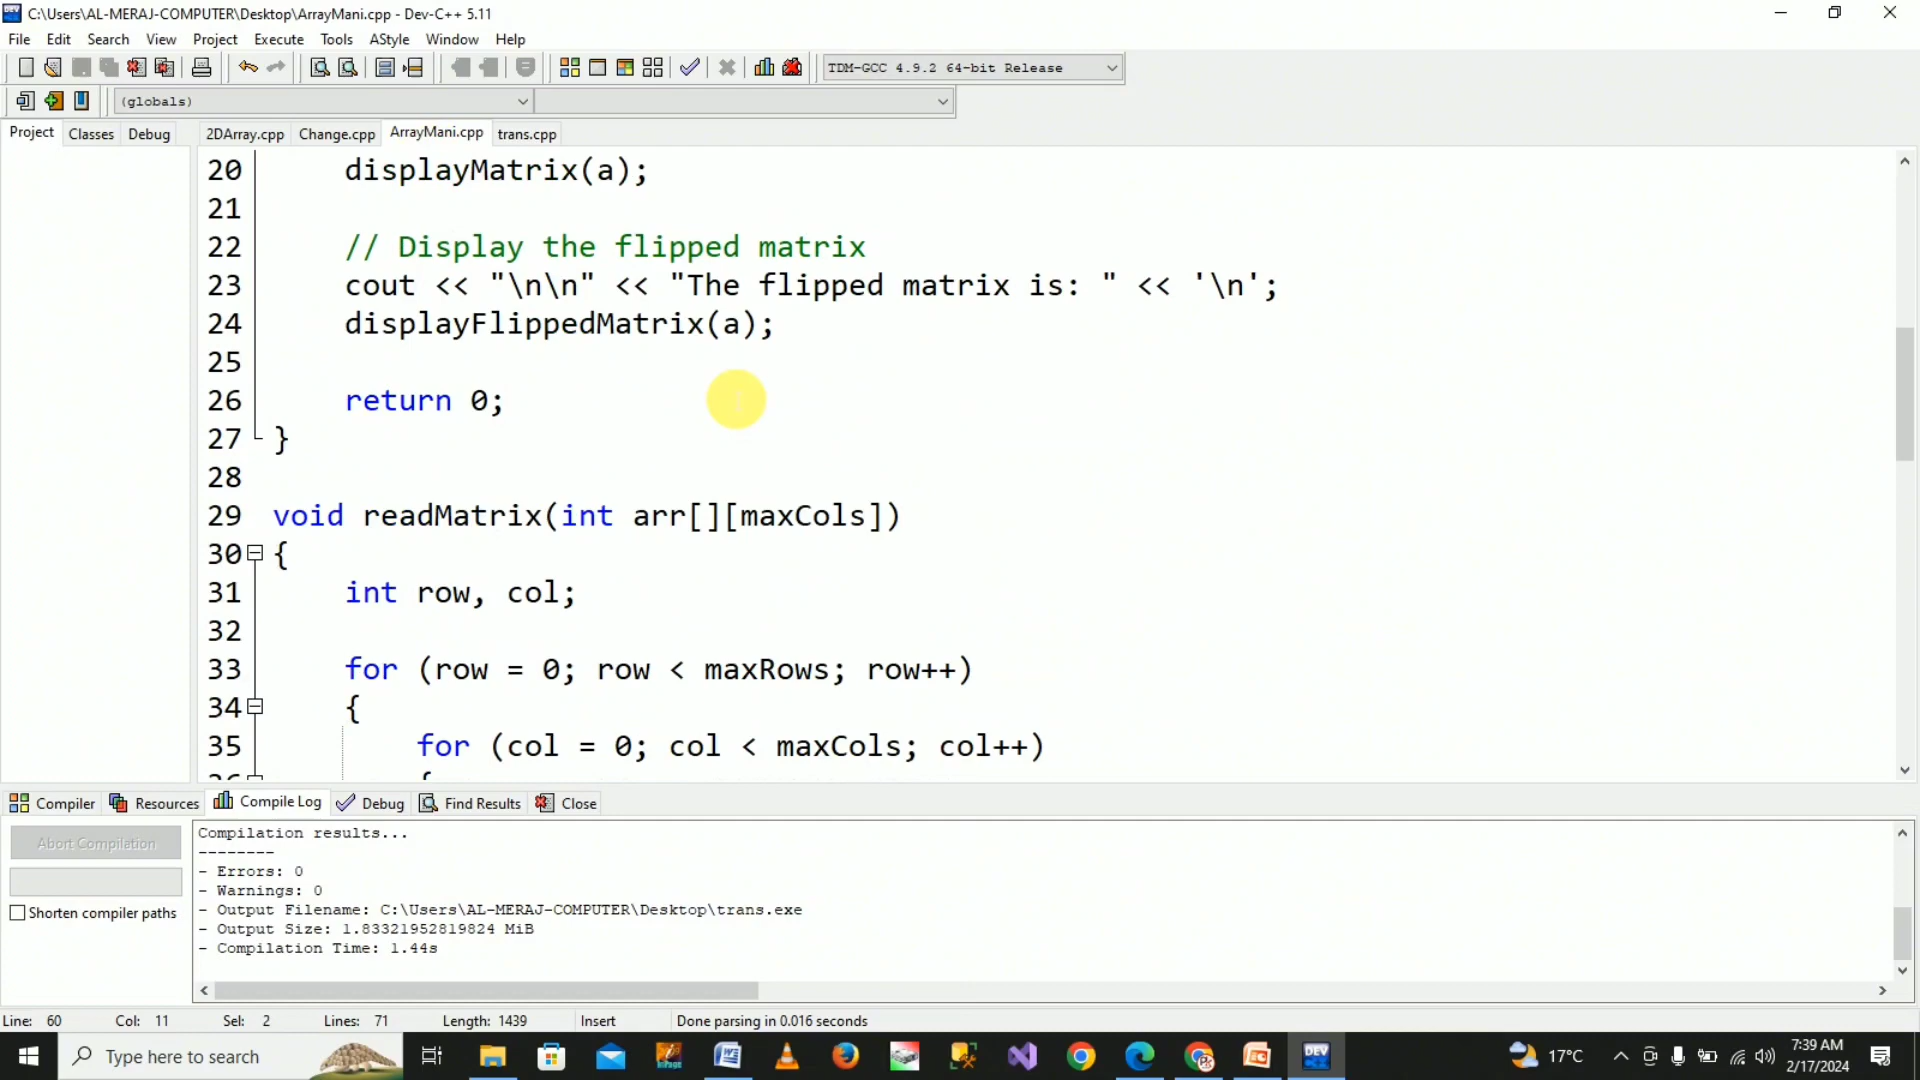 C:\Users\AL-MERAJ-COMPUTER\Desktop\ArrayMani.cpp - Dev-C++ 5.11
File Edit Search View Project Execute Tools AStyle Window Help
TDM-GCC 4.9.2 64-bit Release
(globals)
Project Classes Debug 2DArray.cpp Change.cpp ArrayMani.cpp trans.cpp
20 displayMatrix(a);
21
22 // Display the flipped matrix
23 cout << "\n\n" << "The flipped matrix is: " << '\n';
24 displayFlippedMatrix(a);
25
26 return 0;
27 }
28
29 void readMatrix(int arr[][maxCols])
30 {
31 int row, col;
32
33 for (row = 0; row < maxRows; row++)
34 {
35 for (col = 0; col < maxCols; col++)
36 {
Compiler Resources Compile Log Debug Find Results Close
Abort Compilation
Shorten compiler paths
Compilation results...
--------
- Errors: 0
- Warnings: 0
- Output Filename: C:\Users\AL-MERAJ-COMPUTER\Desktop\trans.exe
- Output Size: 1.83321952819824 MiB
- Compilation Time: 1.44s
Line: 60 Col: 11 Sel: 2 Lines: 71 Length: 1439 Insert Done parsing in 0.016 seconds
Type here to search
DEV
17°C
7:39 AM
2/17/2024